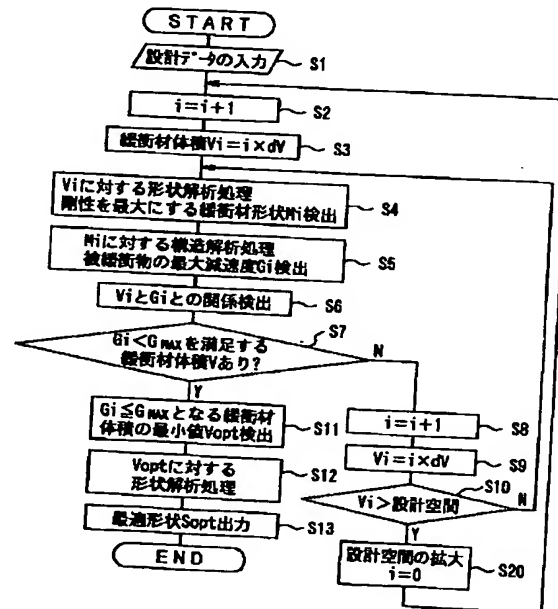 START
設計データの入力 S1
i=i+1 S2
緩衝材体積Vi=i×dV S3
Viに対する形状解析処理
剛性を最大にする緩衝材形状Mi検出 S4
Miに対する構造解析処理
被緩衝物の最大減速度Gi検出 S5
ViとGiとの関係検出 S6
S7
Gi<GMAXを満足する
緩衝材体積Vあり?
N
Y
Gi≦GMAXとなる緩衝材
体積の最小値Vopt検出 S11
Voptに対する
形状解析処理 S12
最適形状Sopt出力 S13
END
i=i+1 S8
Vi=i×dV S9
S10
Vi>設計空間 N
Y
設計空間の拡大
i=0 S20